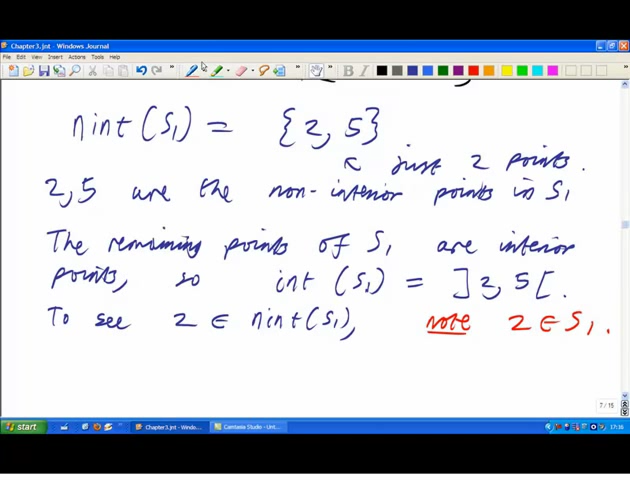 Chapter3.jnt - Windows Journal
File Edit View Insert Actions Tools Help
nint(S₁) = {2, 5}
just 2 points.
2, 5 are the non-interior points in S₁
The remaining points of S₁ are interior
points, so int (S₁) = ]2, 5[.
To see 2 ∈ nint(S₁), note 2 ∈ S₁.
7 / 15
start Chapter3.jnt - Windo... Camtasia Studio - Unt... 17:16